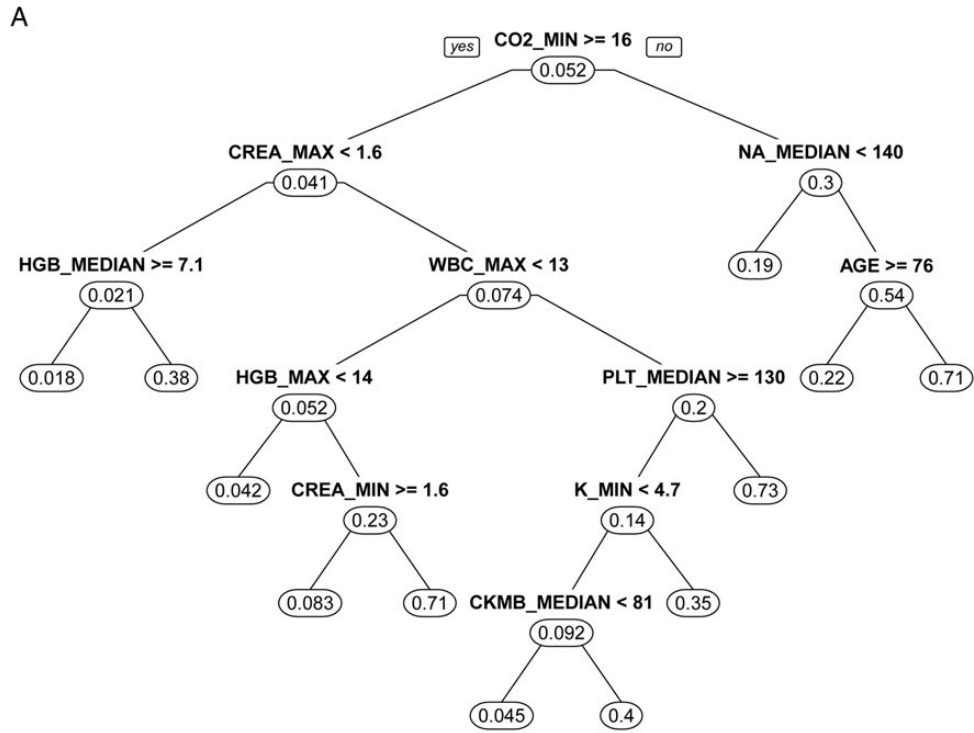 A
yes CO2_MIN >= 16 no
0.052
CREA_MAX < 1.6 NA_MEDIAN < 140
0.041 0.3
HGB_MEDIAN >= 7.1 WBC_MAX < 13 0.19 AGE >= 76
0.021 0.074 0.54
0.018 0.38 HGB_MAX < 14 PLT_MEDIAN >= 130 0.22 0.71
0.052 0.2
0.042 CREA_MIN >= 1.6 K_MIN < 4.7 0.73
0.23 0.14
0.083 0.71 CKMB_MEDIAN < 81 0.35
0.092
0.045 0.4